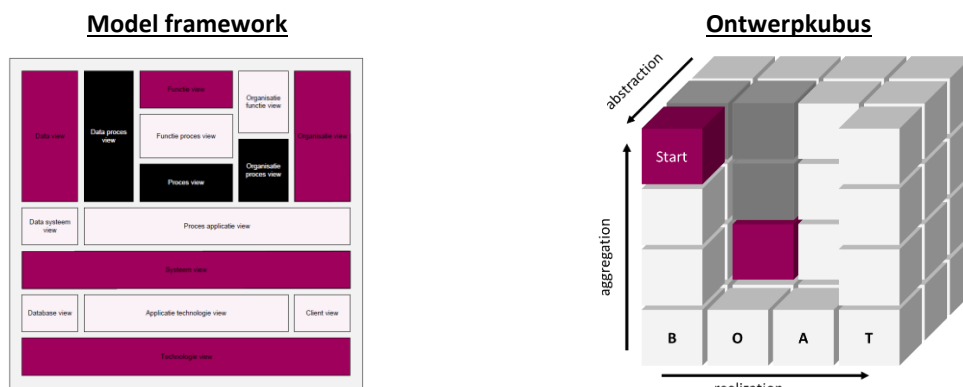 Model framework
Data view
Data proces
view
Functie view
Functie proces view
Proces view
Organisatie
functie view
Organisatie
proces view
Organisatie view
Data systeem
view
Proces applicatie view
Systeem view
Database view
Applicatie technologie view
Client view
Technologie view
Ontwerpkubus
abstraction
Start
aggregation
B O A T
realization